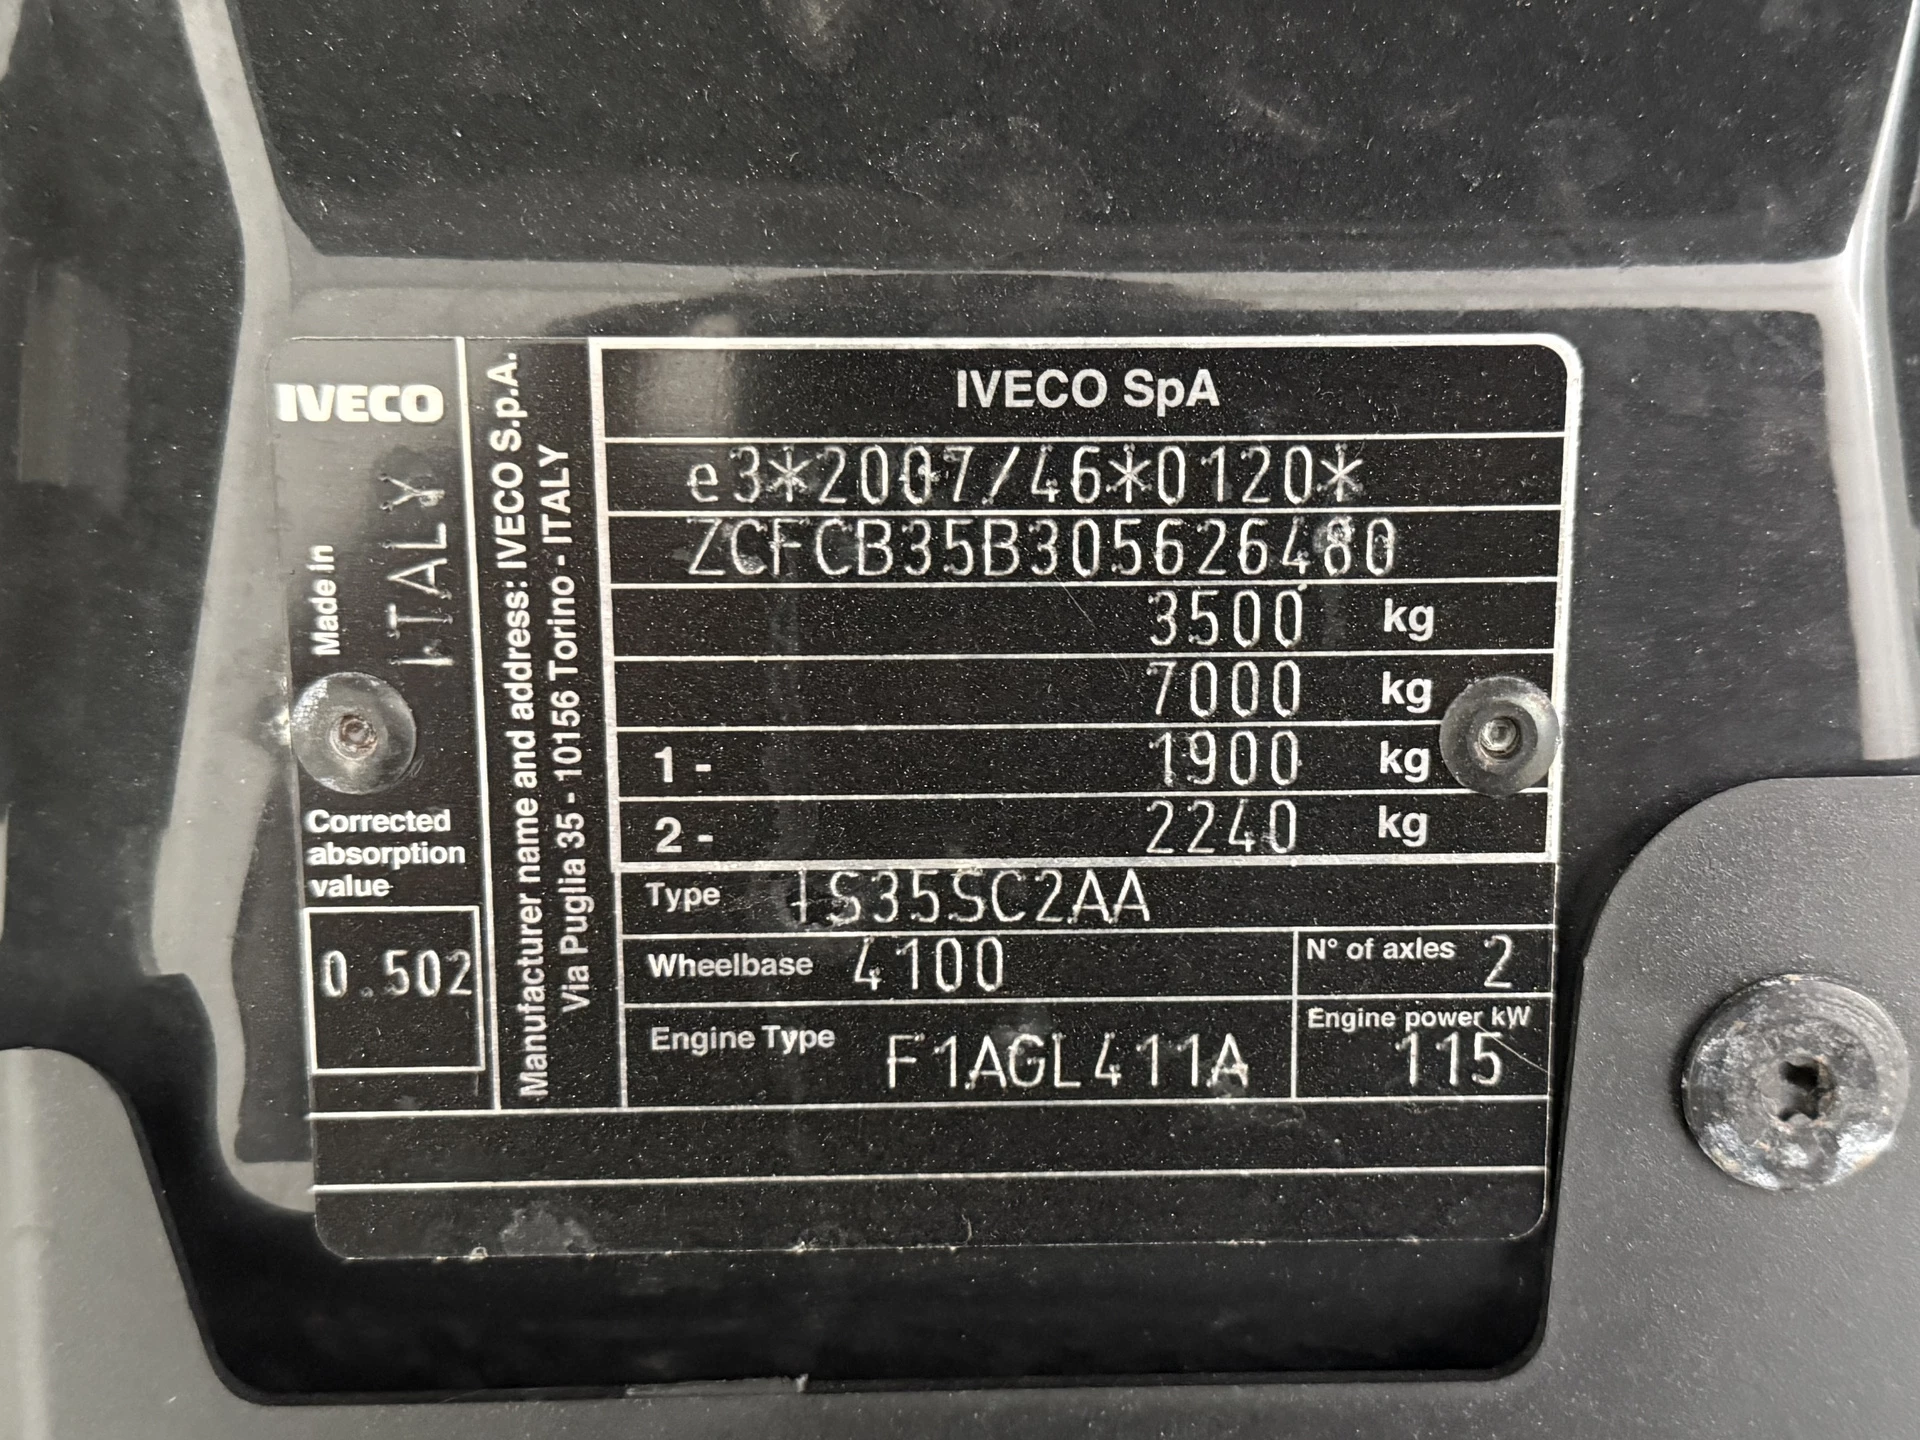 IVECO
Made in ITALY
Corrected
absorption
value
0.502
Manufacturer name and address: IVECO S.p.A.
Via Puglia 35 - 10156 Torino - ITALY
IVECO SpA
e3*2007/46*0120*
ZCFCB35B305626480
3500 kg
7000 kg
1 - 1900 kg
2 - 2240 kg
Type IS35SC2AA
Wheelbase 4100
N° of axles 2
Engine Type F1AGL411A
Engine power kW
115